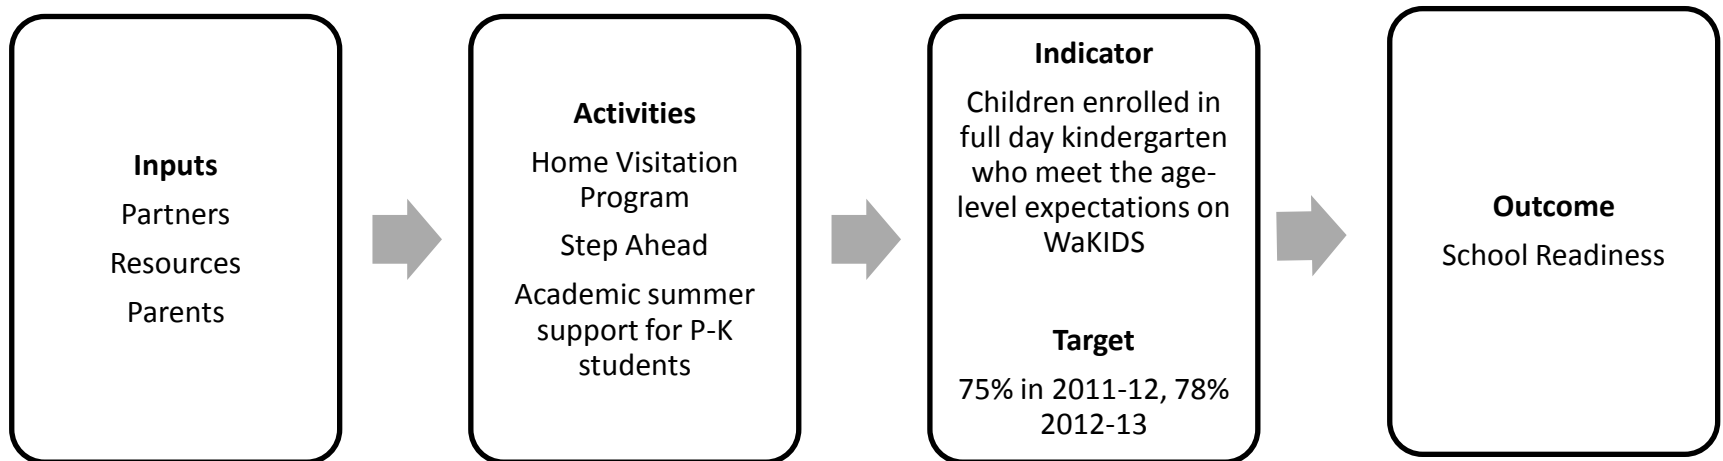 Inputs
Partners
Resources
Parents
Activities
Home Visitation
Program
Step Ahead
Academic summer
support for P-K
students
Indicator
Children enrolled in
full day kindergarten
who meet the age-
level expectations on
WaKIDS
Target
75% in 2011-12, 78%
2012-13
Outcome
School Readiness